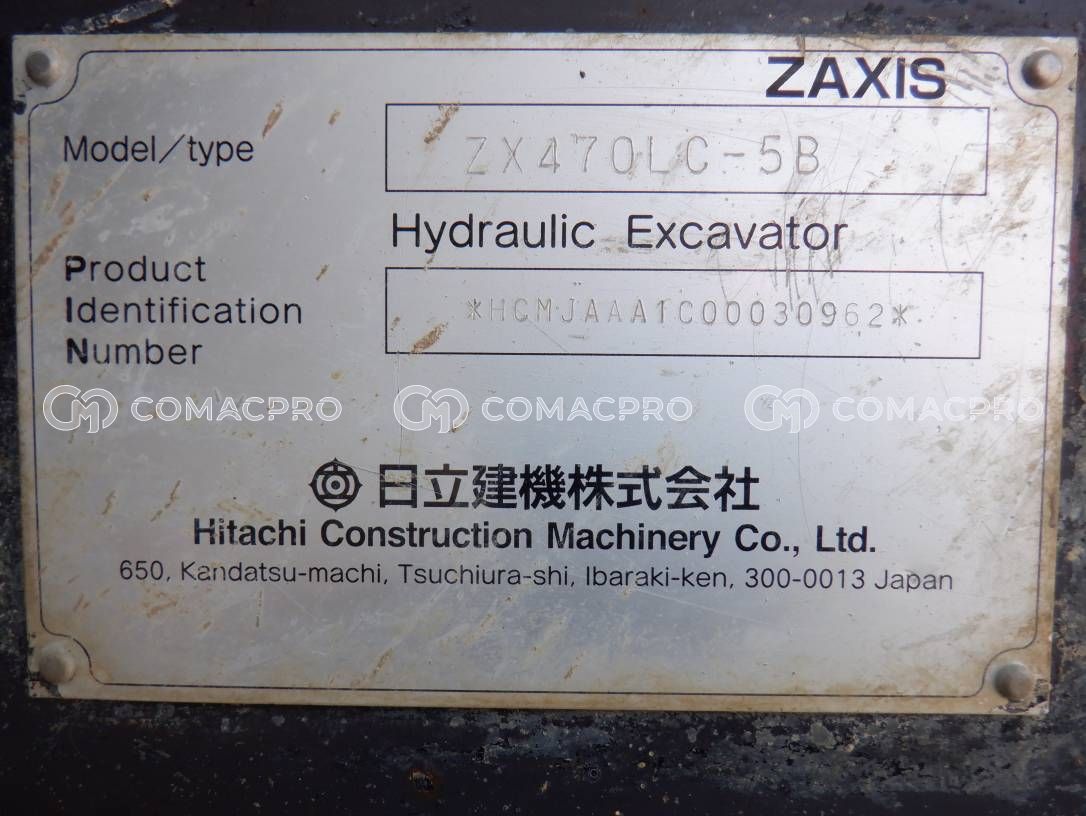 ZAXIS
Model/type
ZX470LC-5B
Hydraulic Excavator
Product
Identification
Number
*HCMJAAA1C00030962*
COMACPRO COMACPRO COMACPRO
日立建機株式会社
Hitachi Construction Machinery Co., Ltd.
650, Kandatsu-machi, Tsuchiura-shi, Ibaraki-ken, 300-0013 Japan